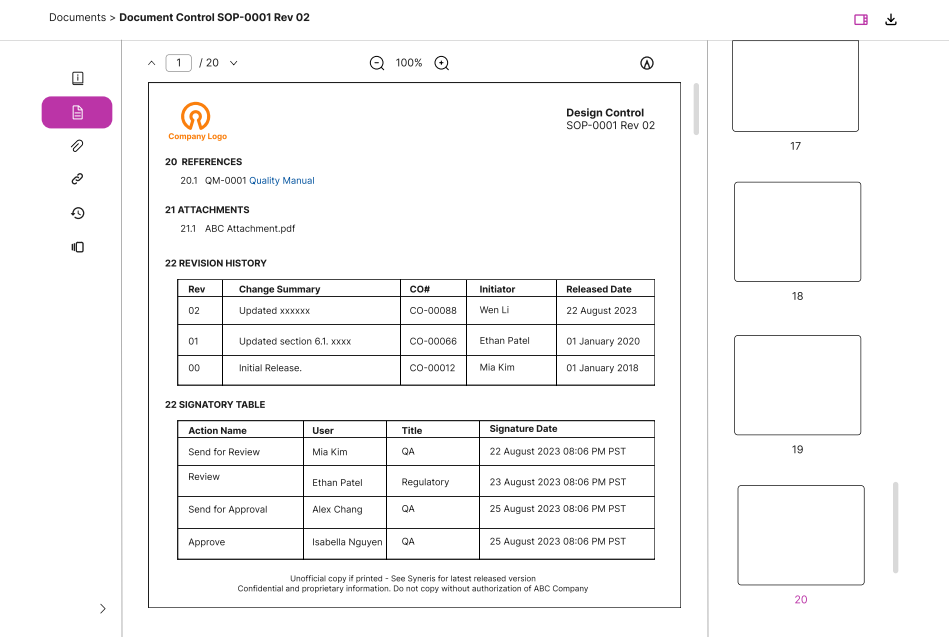 Documents > Document Control SOP-0001 Rev 02
1 / 20
100%
Company Logo
Design Control
SOP-0001 Rev 02
20 REFERENCES
20.1 QM-0001 Quality Manual
21 ATTACHMENTS
21.1 ABC Attachment.pdf
22 REVISION HISTORY
Rev Change Summary CO# Initiator Released Date
02 Updated xxxxxx CO-00088 Wen Li 22 August 2023
01 Updated section 6.1. xxxx CO-00066 Ethan Patel 01 January 2020
00 Initial Release. CO-00012 Mia Kim 01 January 2018
22 SIGNATORY TABLE
Action Name User Title Signature Date
Send for Review Mia Kim QA 22 August 2023 08:06 PM PST
Review Ethan Patel Regulatory 23 August 2023 08:06 PM PST
Send for Approval Alex Chang QA 25 August 2023 08:06 PM PST
Approve Isabella Nguyen QA 25 August 2023 08:06 PM PST
Unofficial copy if printed - See Syneris for latest released version
Confidential and proprietary information. Do not copy without authorization of ABC Company
17
18
19
20